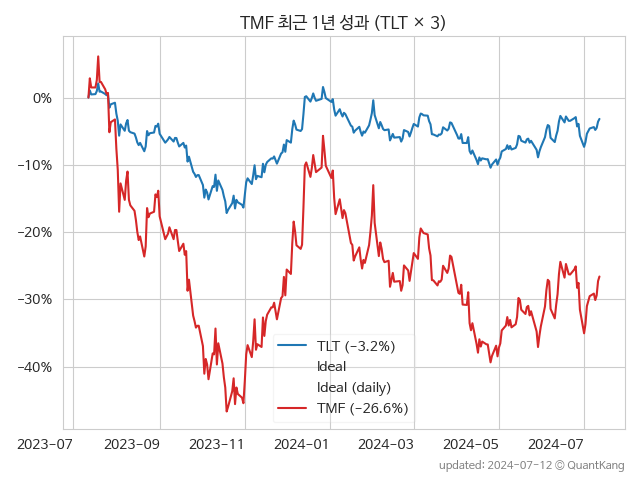 TMF 최근 1년 성과 (TLT × 3)
0%
−10%
−20%
−30%
−40%
TLT (−3.2%)
Ideal
Ideal (daily)
TMF (−26.6%)
2023−07
2023−09
2023−11
2024−01
2024−03
2024−05
2024−07
updated: 2024−07−12 ⓒ QuantKang